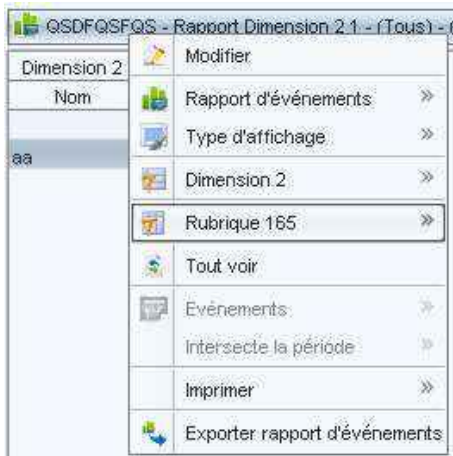 QSDFQSFQS - Rapport Dimension 2 1 - (Tous) - (
Dimension 2
Nom
aa
Modifier
Rapport d'événements
Type d'affichage
Dimension 2
Rubrique 165
Tout voir
Evénements
Intersecte la période
Imprimer
Exporter rapport d'événements